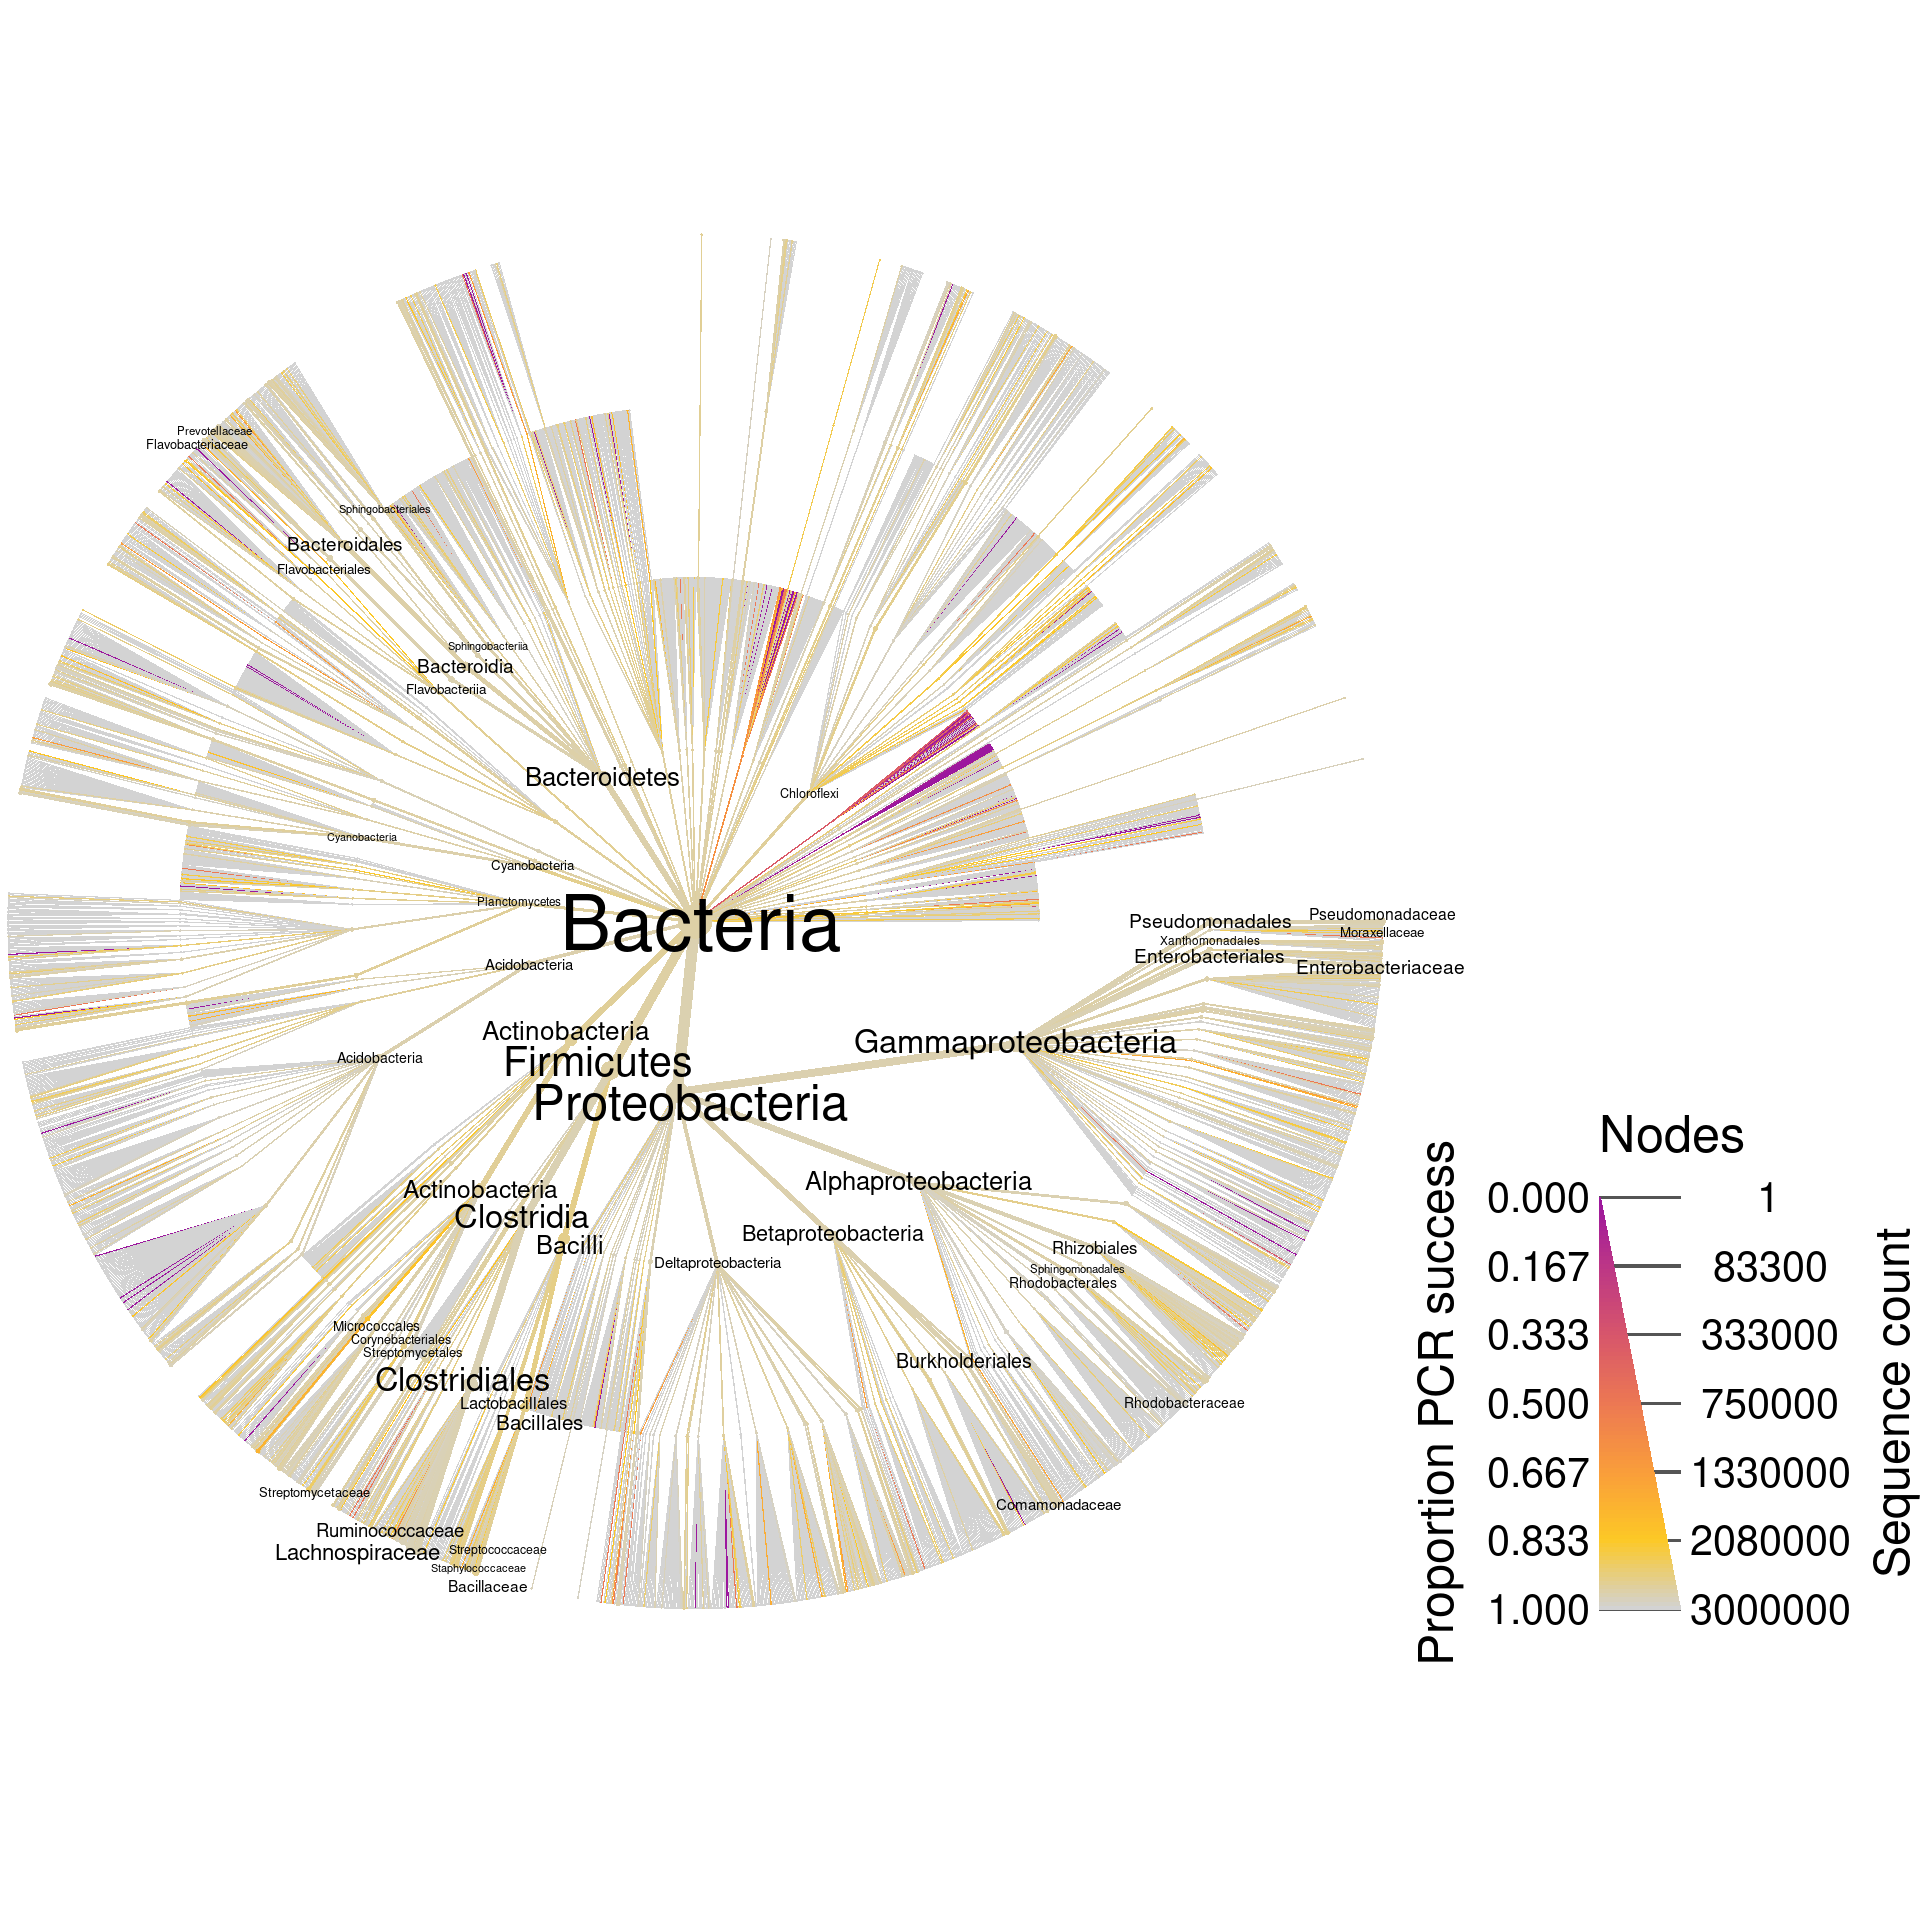 Prevotellaceae
Flavobacteriaceae
Sphingobacteriales
Bacteroidales
Flavobacteriales
Sphingobacteriia
Bacteroidia
Flavobacteriia
Bacteroidetes
Chloroflexi
Cyanobacteria
Cyanobacteria
Planctomycetes
Bacteria
Acidobacteria
Pseudomonadales
Pseudomonadaceae
Xanthomonadales
Moraxellaceae
Enterobacteriales
Enterobacteriaceae
Actinobacteria
Firmicutes
Proteobacteria
Gammaproteobacteria
Acidobacteria
Actinobacteria
Clostridia
Bacilli
Alphaproteobacteria
Betaproteobacteria
Deltaproteobacteria
Rhizobiales
Sphingomonadales
Rhodobacterales
Micrococcales
Corynebacteriales
Streptomycetales
Clostridiales
Lactobacillales
Bacillales
Burkholderiales
Rhodobacteraceae
Streptomycetaceae
Comamonadaceae
Ruminococcaceae
Lachnospiraceae
Streptococcaceae
Staphylococcaceae
Bacillaceae
Nodes
Proportion PCR success
Sequence count
0.000 1
0.167 83300
0.333 333000
0.500 750000
0.667 1330000
0.833 2080000
1.000 3000000